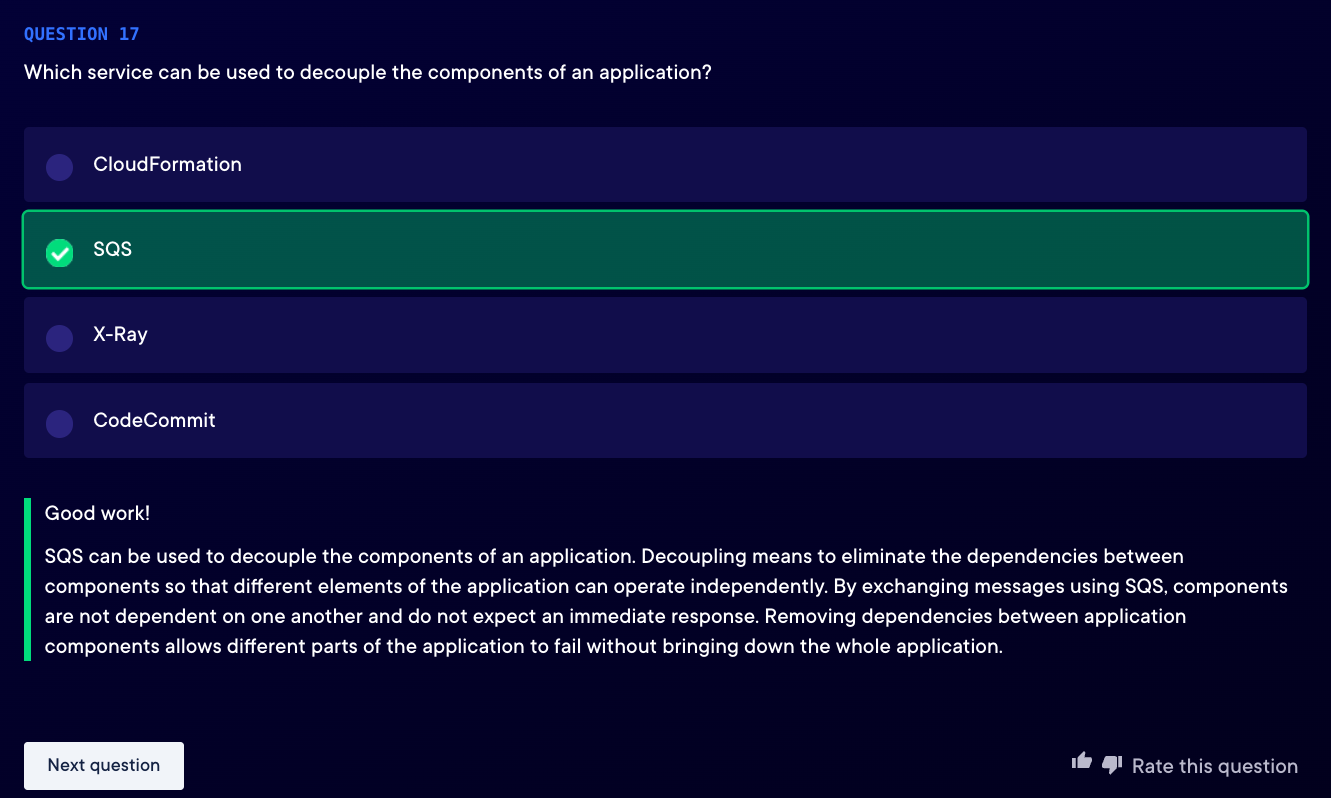 QUESTION 17
Which service can be used to decouple the components of an application?
CloudFormation
SQS
X-Ray
CodeCommit
Good work!
SQS can be used to decouple the components of an application. Decoupling means to eliminate the dependencies between
components so that different elements of the application can operate independently. By exchanging messages using SQS, components
are not dependent on one another and do not expect an immediate response. Removing dependencies between application
components allows different parts of the application to fail without bringing down the whole application.
Next question
Rate this question